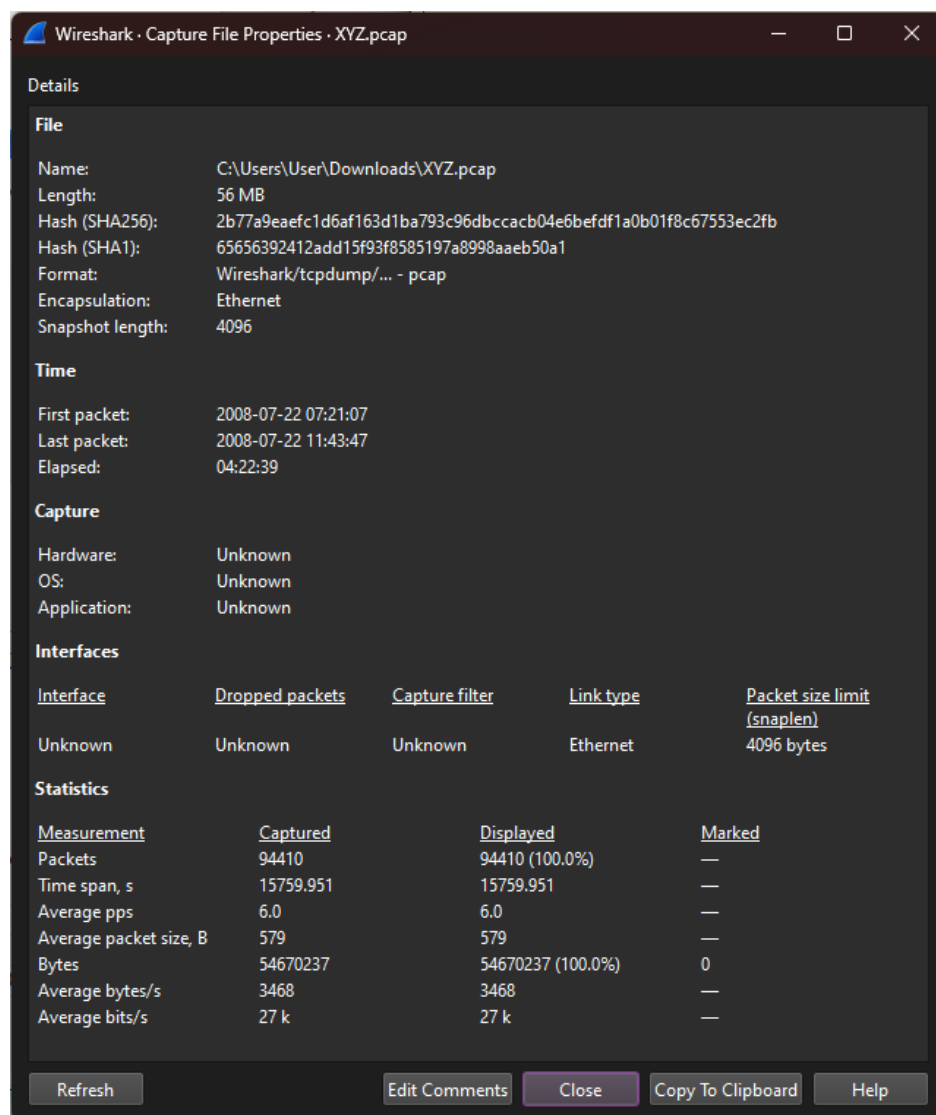 Wireshark · Capture File Properties · XYZ.pcap
Details
File
Name: C:\Users\User\Downloads\XYZ.pcap
Length: 56 MB
Hash (SHA256): 2b77a9eaefc1d6af163d1ba793c96dbccacb04e6befdf1a0b01f8c67553ec2fb
Hash (SHA1): 65656392412add15f93f8585197a8998aaeb50a1
Format: Wireshark/tcpdump/... - pcap
Encapsulation: Ethernet
Snapshot length: 4096
Time
First packet: 2008-07-22 07:21:07
Last packet: 2008-07-22 11:43:47
Elapsed: 04:22:39
Capture
Hardware: Unknown
OS: Unknown
Application: Unknown
Interfaces
Interface Dropped packets Capture filter Link type Packet size limit
(snaplen)
Unknown Unknown Unknown Ethernet 4096 bytes
Statistics
Measurement Captured Displayed Marked
Packets 94410 94410 (100.0%) —
Time span, s 15759.951 15759.951 —
Average pps 6.0 6.0 —
Average packet size, B 579 579 —
Bytes 54670237 54670237 (100.0%) 0
Average bytes/s 3468 3468 —
Average bits/s 27 k 27 k —
Refresh Edit Comments Close Copy To Clipboard Help